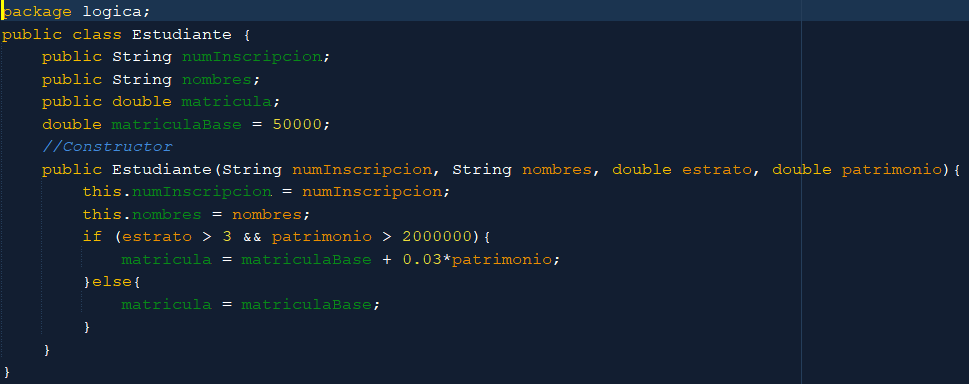 package logica;
public class Estudiante {
    public String numInscripcion;
    public String nombres;
    public double matricula;
    double matriculaBase = 50000;
    //Constructor
    public Estudiante(String numInscripcion, String nombres, double estrato, double patrimonio){
        this.numInscripcion = numInscripcion;
        this.nombres = nombres;
        if (estrato > 3 && patrimonio > 2000000){
            matricula = matriculaBase + 0.03*patrimonio;
        }else{
            matricula = matriculaBase;
        }
    }
}